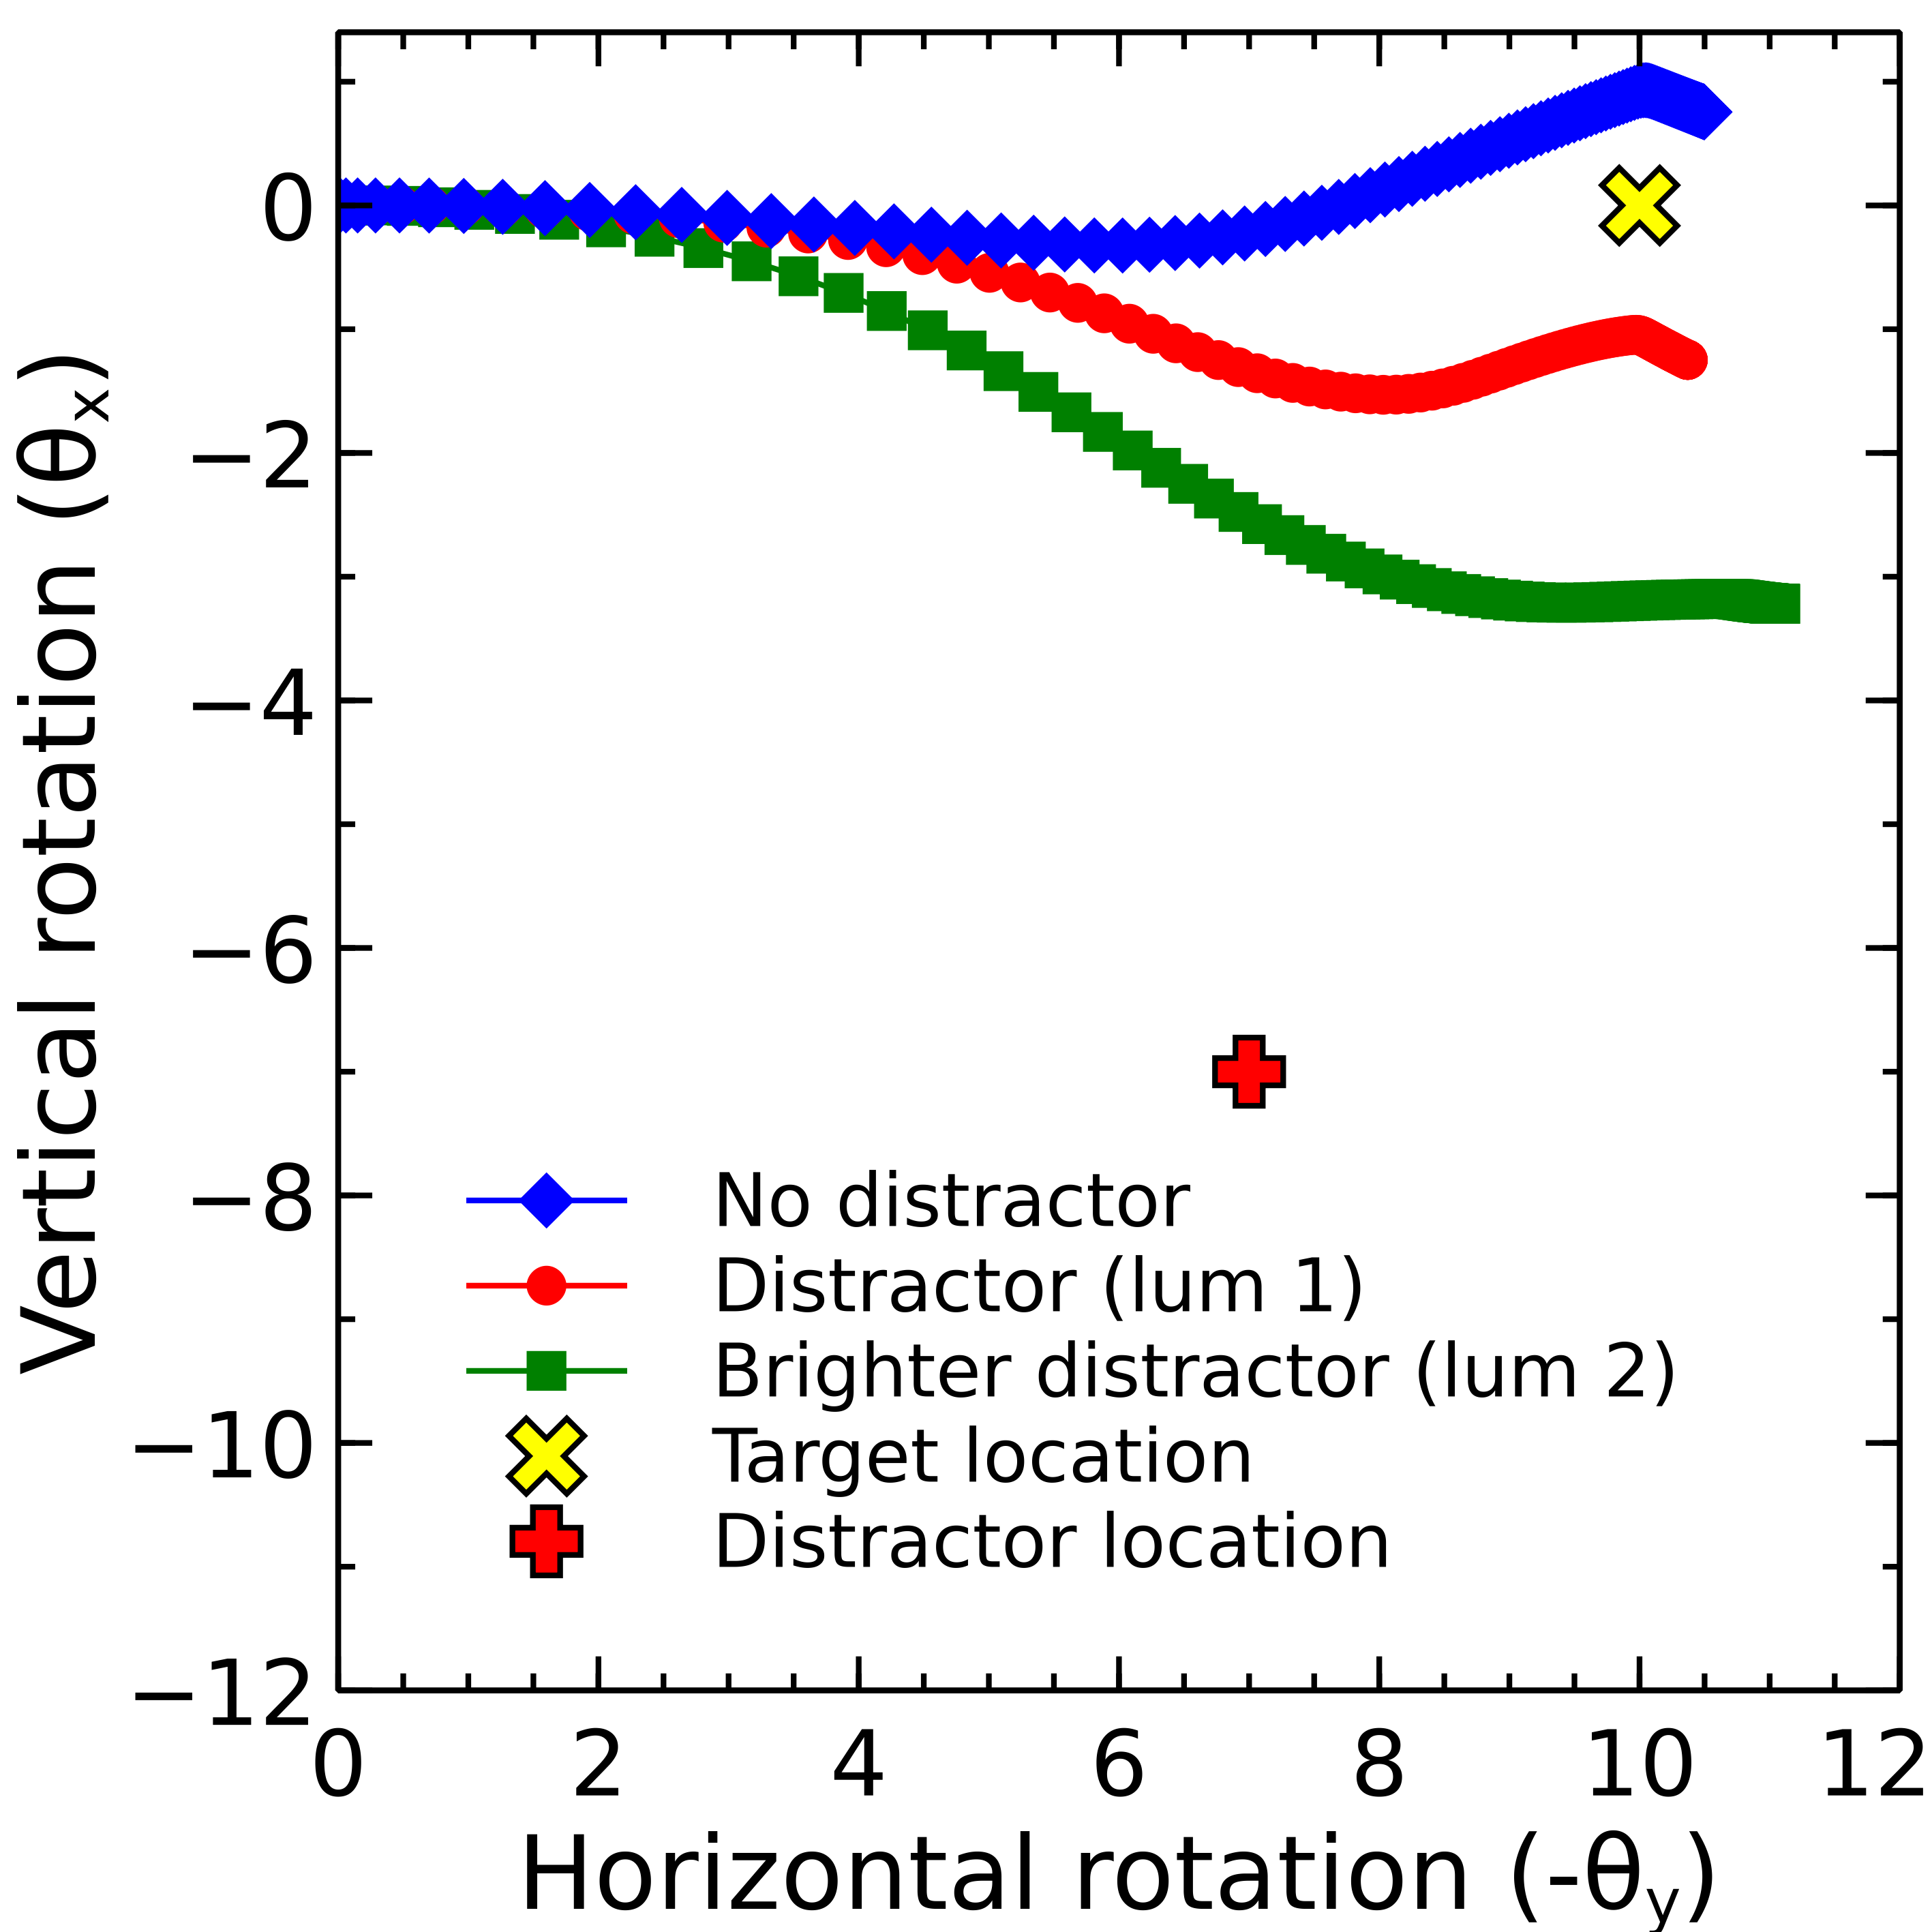 Vertical rotation (θx)
0
−2
−4
−6
−8
−10
−12
No distractor
Distractor (lum 1)
Brighter distractor (lum 2)
Target location
Distractor location
0 2 4 6 8 10 12
Horizontal rotation (-θy)